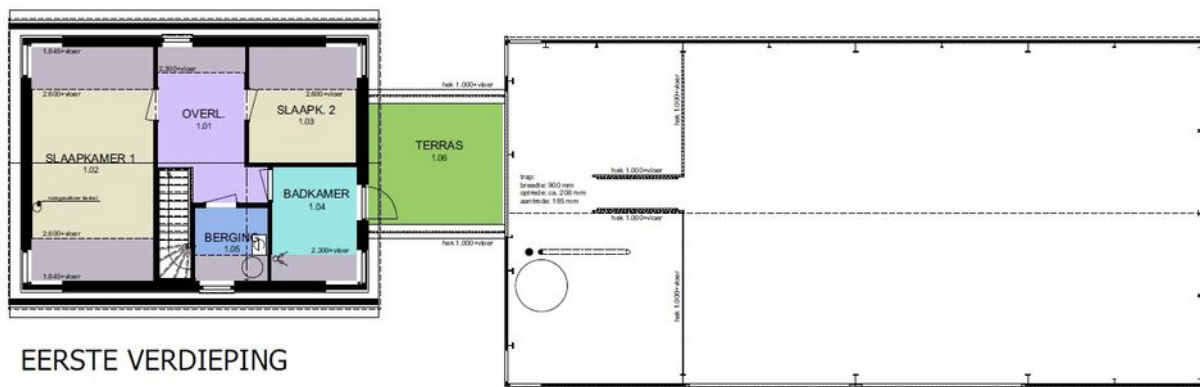 1.845+vloer
2.300+vloer
2.600+vloer
2.600+vloer
OVERL.
1.01
SLAAPK. 2
1.03
SLAAPKAMER 1
1.02
BADKAMER
1.04
BERGING
1.05
2.600+vloer
2.300+vloer
1.845+vloer
hek 1.000+vloer
TERRAS
1.06
hek 1.000+vloer
trap:
breedte: 900 mm
optrede: ca. 208 mm
aantrede: 185 mm
hek 1.000+vloer
hek 1.000+vloer
hek 1.000+vloer
hek 1.000+vloer
EERSTE VERDIEPING